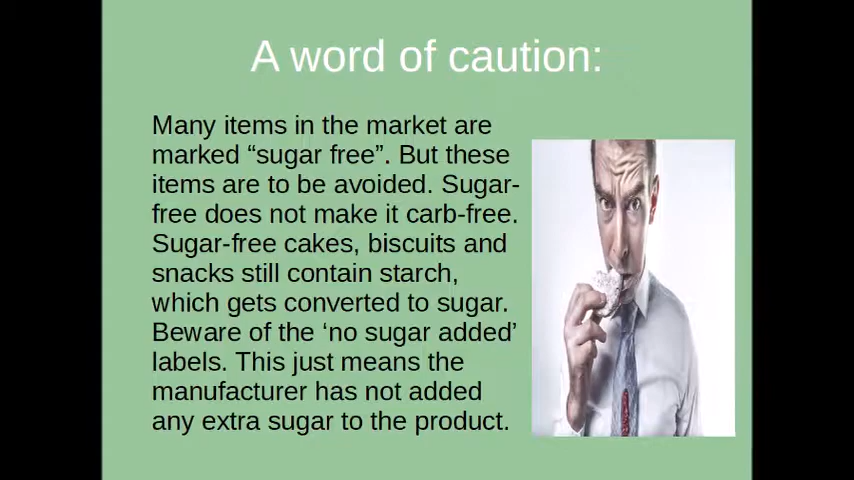 A word of caution:
Many items in the market are
marked “sugar free”. But these
items are to be avoided. Sugar-
free does not make it carb-free.
Sugar-free cakes, biscuits and
snacks still contain starch,
which gets converted to sugar.
Beware of the ‘no sugar added’
labels. This just means the
manufacturer has not added
any extra sugar to the product.